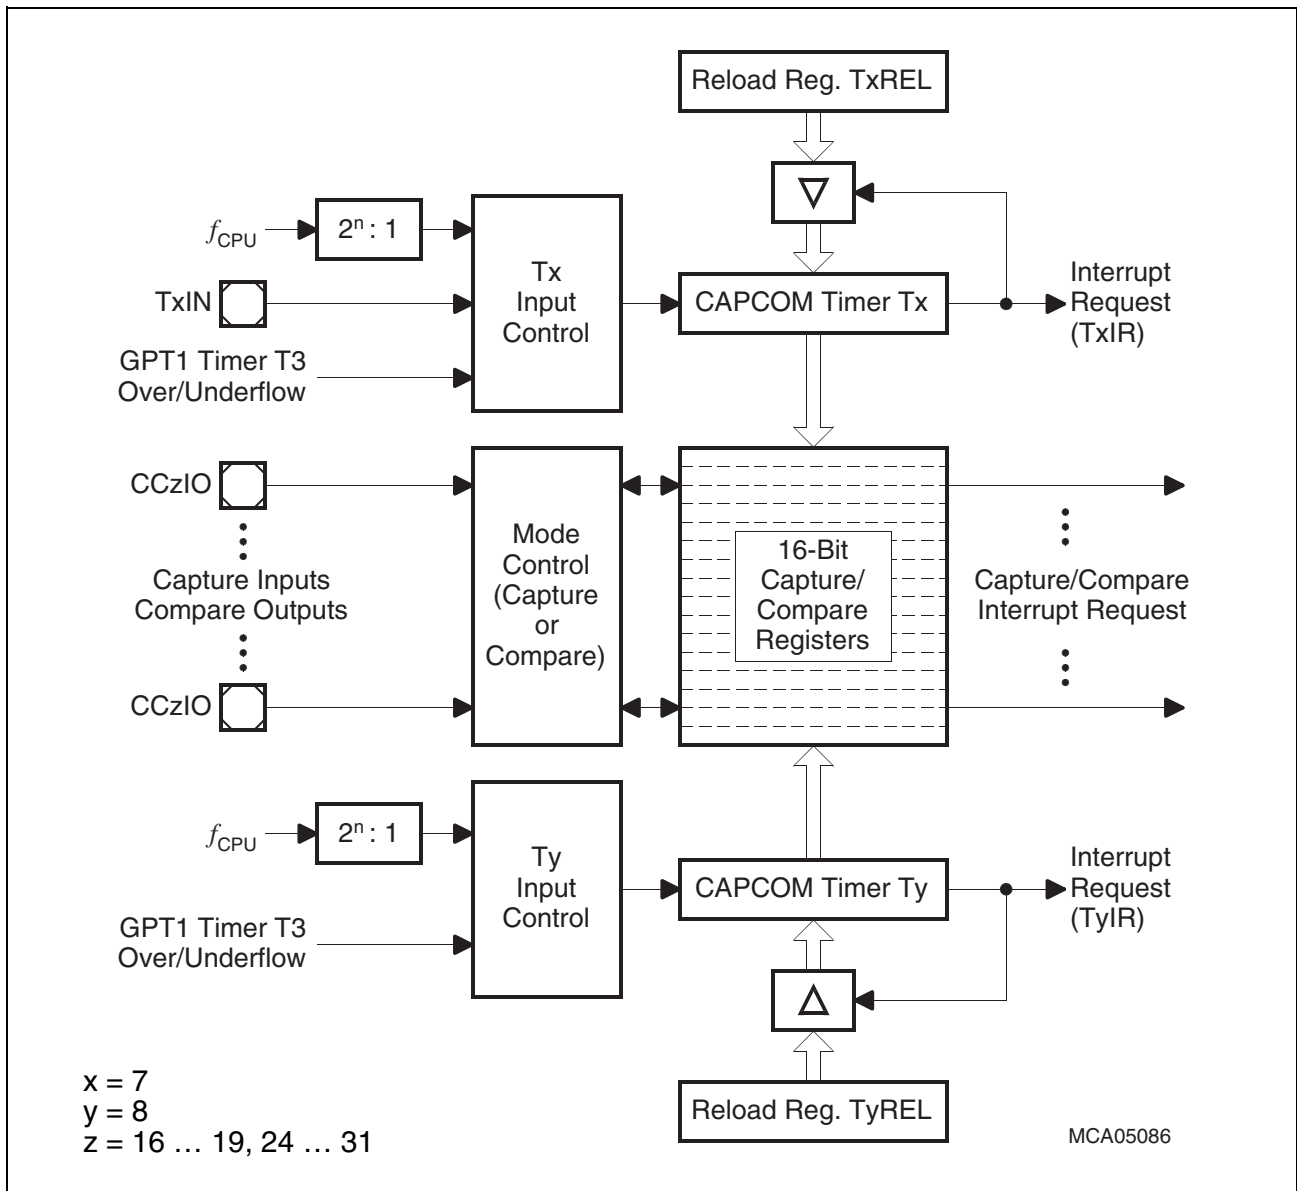 Reload Reg. TxREL
fCPU
2ⁿ : 1
TxIN
GPT1 Timer T3
Over/Underflow
Tx
Input
Control
CAPCOM Timer Tx
Interrupt
Request
(TxIR)
CCzIO
Capture Inputs
Compare Outputs
CCzIO
Mode
Control
(Capture
or
Compare)
16-Bit
Capture/
Compare
Registers
Capture/Compare
Interrupt Request
fCPU
2ⁿ : 1
GPT1 Timer T3
Over/Underflow
Ty
Input
Control
CAPCOM Timer Ty
Interrupt
Request
(TyIR)
Reload Reg. TyREL
x = 7
y = 8
z = 16 … 19, 24 … 31
MCA05086